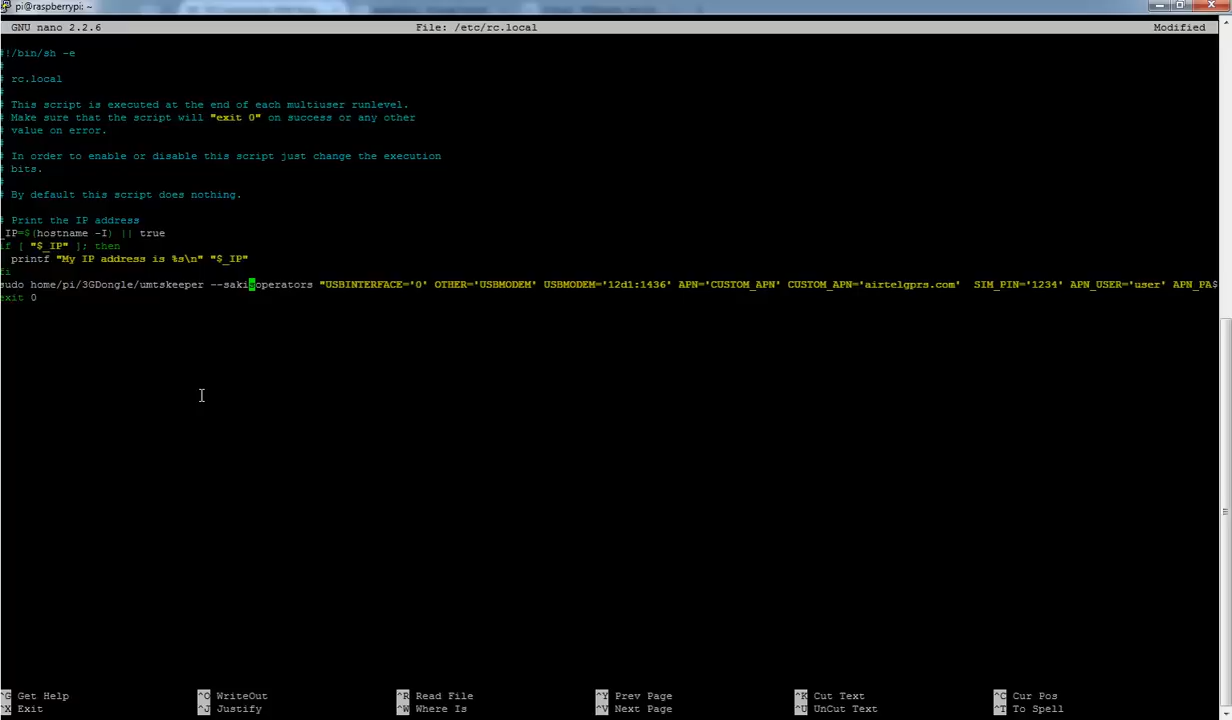 pi@raspberrypi: ~
GNU nano 2.2.6 File: /etc/rc.local Modified
#!/bin/sh -e
#
# rc.local
#
# This script is executed at the end of each multiuser runlevel.
# Make sure that the script will "exit 0" on success or any other
# value on error.
#
# In order to enable or disable this script just change the execution
# bits.
#
# By default this script does nothing.
# Print the IP address
_IP=$(hostname -I) || true
if [ "$_IP" ]; then
printf "My IP address is %s\n" "$_IP"
fi
sudo home/pi/3GDongle/umtskeeper --sakisoperators "USBINTERFACE='0' OTHER='USBMODEM' USBMODEM='12d1:1436' APN='CUSTOM_APN' CUSTOM_APN='airtelgprs.com' SIM_PIN='1234' APN_USER='user' APN_PA$
exit 0
^G Get Help ^O WriteOut ^R Read File ^Y Prev Page ^K Cut Text ^C Cur Pos
^X Exit ^J Justify ^W Where Is ^V Next Page ^U UnCut Text ^T To Spell